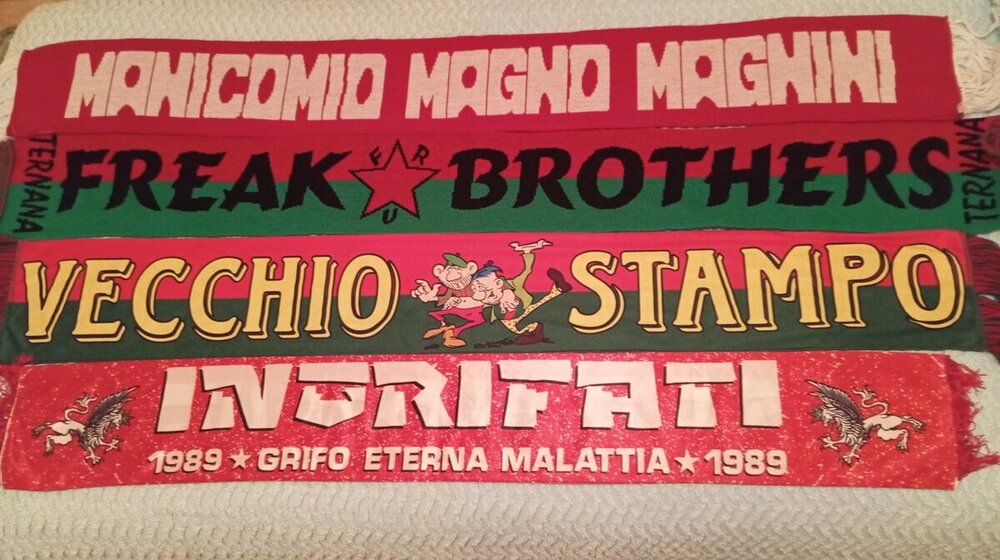 MANICOMIO MAGNO MAGNINI
TERNANA FREAK F R U BROTHERS TERNANA
VECCHIO STAMPO
INGRIFATI
1989 ★ GRIFO ETERNA MALATTIA ★ 1989